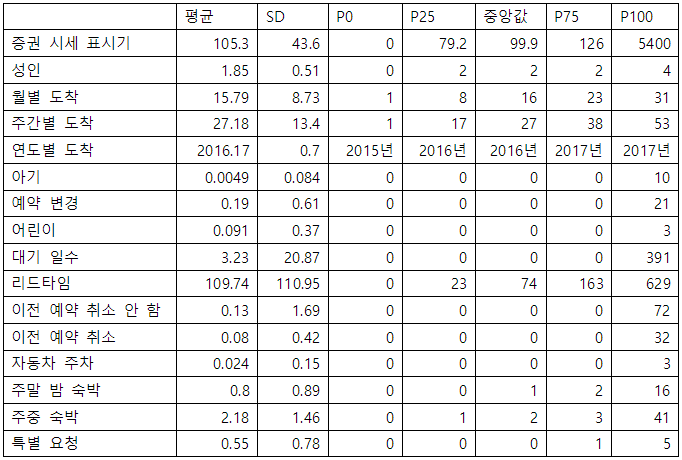 평균 SD P0 P25 중앙값 P75 P100
증권 시세 표시기 105.3 43.6 0 79.2 99.9 126 5400
성인 1.85 0.51 0 2 2 2 4
월별 도착 15.79 8.73 1 8 16 23 31
주간별 도착 27.18 13.4 1 17 27 38 53
연도별 도착 2016.17 0.7 2015년 2016년 2016년 2017년 2017년
아기 0.0049 0.084 0 0 0 0 10
예약 변경 0.19 0.61 0 0 0 0 21
어린이 0.091 0.37 0 0 0 0 3
대기 일수 3.23 20.87 0 0 0 0 391
리드타임 109.74 110.95 0 23 74 163 629
이전 예약 취소 안 함 0.13 1.69 0 0 0 0 72
이전 예약 취소 0.08 0.42 0 0 0 0 32
자동차 주차 0.024 0.15 0 0 0 0 3
주말 밤 숙박 0.8 0.89 0 0 1 2 16
주중 숙박 2.18 1.46 0 1 2 3 41
특별 요청 0.55 0.78 0 0 0 1 5